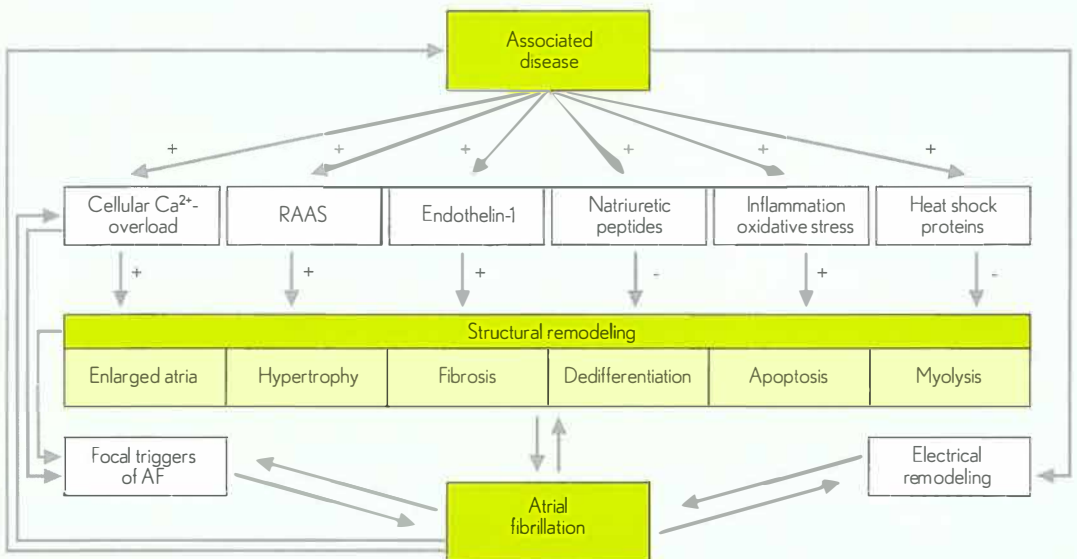 Associated
disease
+ + + + + +
Cellular Ca²⁺-
overload
RAAS
Endothelin-1
Natriuretic
peptides
Inflammation
oxidative stress
Heat shock
proteins
+ + + - + -
Structural remodeling
Enlarged atria
Hypertrophy
Fibrosis
Dedifferentiation
Apoptosis
Myolysis
Focal triggers
of AF
Electrical
remodeling
Atrial
fibrillation